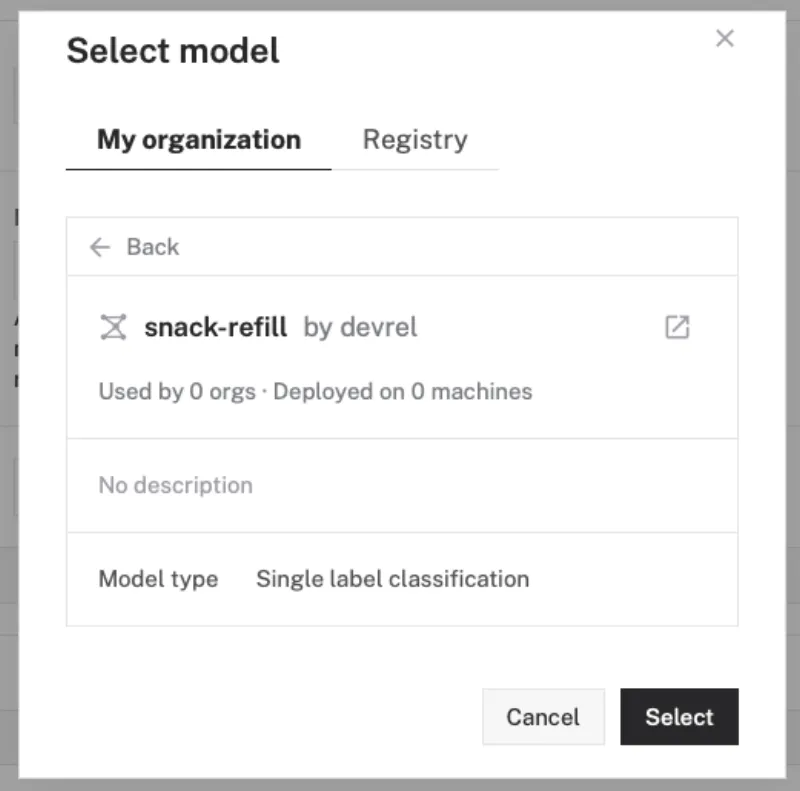 Select model
My organization Registry
Back
snack-refill by devrel
Used by 0 orgs · Deployed on 0 machines
No description
Model type Single label classification
Cancel Select